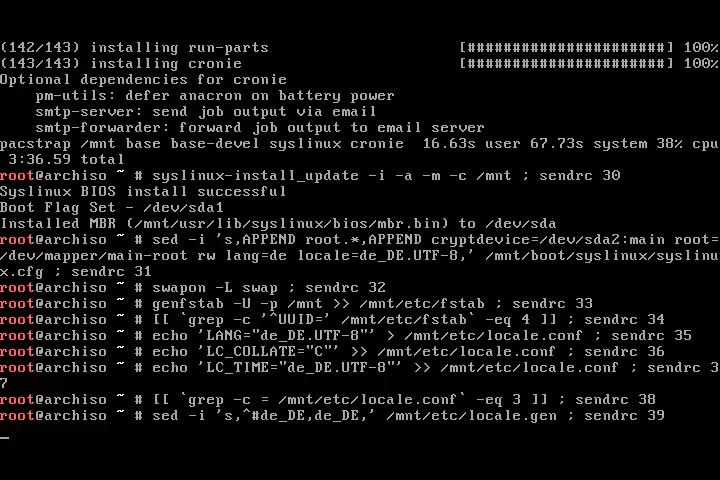 (142/143) installing run-parts [######################] 100%
(143/143) installing cronie [######################] 100%
Optional dependencies for cronie
pm-utils: defer anacron on battery power
smtp-server: send job output via email
smtp-forwarder: forward job output to email server
pacstrap /mnt base base-devel syslinux cronie 16.63s user 67.73s system 38% cpu
3:36.59 total
root@archiso ~ # syslinux-install_update -i -a -m -c /mnt ; sendrc 30
Syslinux BIOS install successful
Boot Flag Set - /dev/sda1
Installed MBR (/mnt/usr/lib/syslinux/bios/mbr.bin) to /dev/sda
root@archiso ~ # sed -i 's,APPEND root.*,APPEND cryptdevice=/dev/sda2:main root=
/dev/mapper/main-root rw lang=de locale=de_DE.UTF-8,' /mnt/boot/syslinux/syslinu
x.cfg ; sendrc 31
root@archiso ~ # swapon -L swap ; sendrc 32
root@archiso ~ # genfstab -U -p /mnt >> /mnt/etc/fstab ; sendrc 33
root@archiso ~ # [[ `grep -c '^UUID=' /mnt/etc/fstab` -eq 4 ]] ; sendrc 34
root@archiso ~ # echo 'LANG="de_DE.UTF-8"' > /mnt/etc/locale.conf ; sendrc 35
root@archiso ~ # echo 'LC_COLLATE="C"' >> /mnt/etc/locale.conf ; sendrc 36
root@archiso ~ # echo 'LC_TIME="de_DE.UTF-8"' >> /mnt/etc/locale.conf ; sendrc 3
7
root@archiso ~ # [[ `grep -c = /mnt/etc/locale.conf` -eq 3 ]] ; sendrc 38
root@archiso ~ # sed -i 's,^#de_DE,de_DE,' /mnt/etc/locale.gen ; sendrc 39